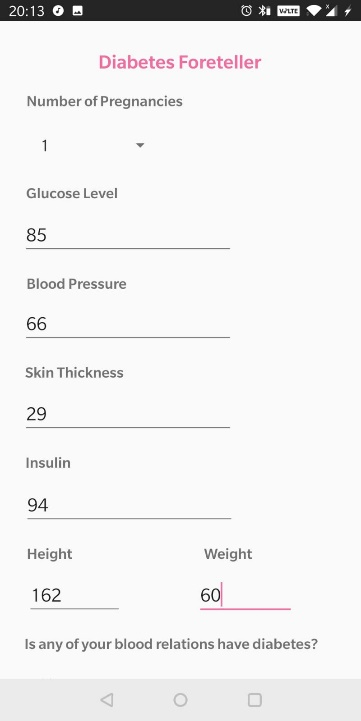 20:13
VoLTE
Diabetes Foreteller
Number of Pregnancies
1
Glucose Level
85
Blood Pressure
66
Skin Thickness
29
Insulin
94
Height Weight
162 60
Is any of your blood relations have diabetes?